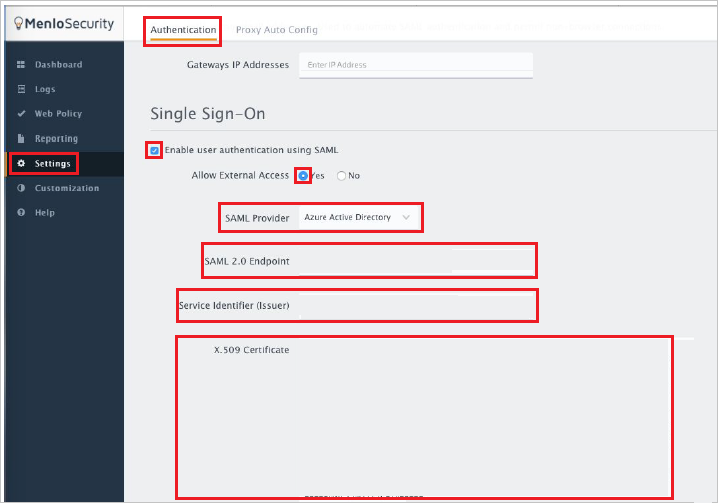 MenloSecurity
Authentication
Proxy Auto Config
Dashboard
Logs
Web Policy
Reporting
Settings
Customization
Help
Gateways IP Addresses
Enter IP Address
Single Sign-On
Enable user authentication using SAML
Allow External Access
Yes
No
SAML Provider
Azure Active Directory
SAML 2.0 Endpoint
Service Identifier (Issuer)
X.509 Certificate